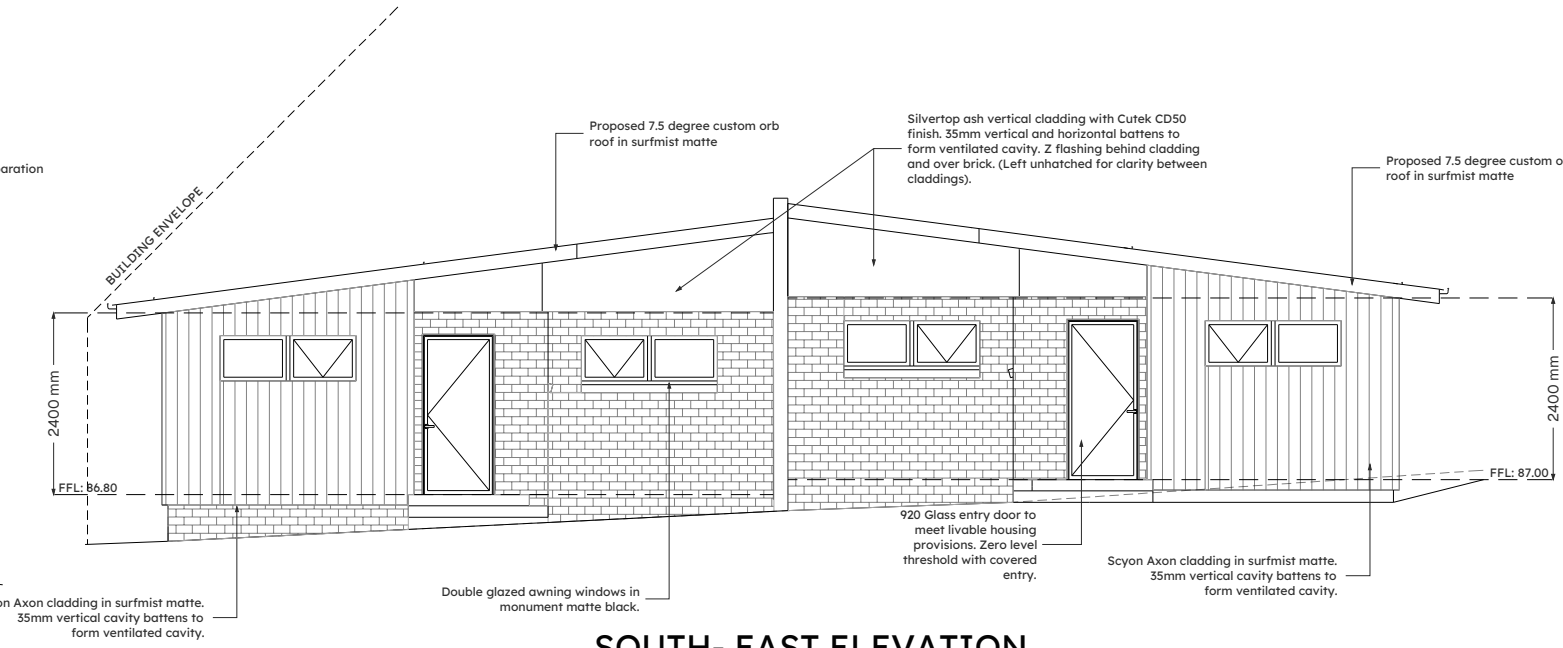 Proposed 7.5 degree custom orb
roof in surfmist matte
Silvertop ash vertical cladding with Cutek CD50
finish. 35mm vertical and horizontal battens to
form ventilated cavity. Z flashing behind cladding
and over brick. (Left unhatched for clarity between
claddings).
Proposed 7.5 degree custom o
roof in surfmist matte
aration
BUILDING ENVELOPE
2400 mm
2400 mm
FFL: 86.80
FFL: 87.00
920 Glass entry door to
meet livable housing
provisions. Zero level
threshold with covered
entry.
Scyon Axon cladding in surfmist matte.
35mm vertical cavity battens to
form ventilated cavity.
Double glazed awning windows in
monument matte black.
on Axon cladding in surfmist matte.
35mm vertical cavity battens to
form ventilated cavity.
SOUTH- EAST ELEVATION